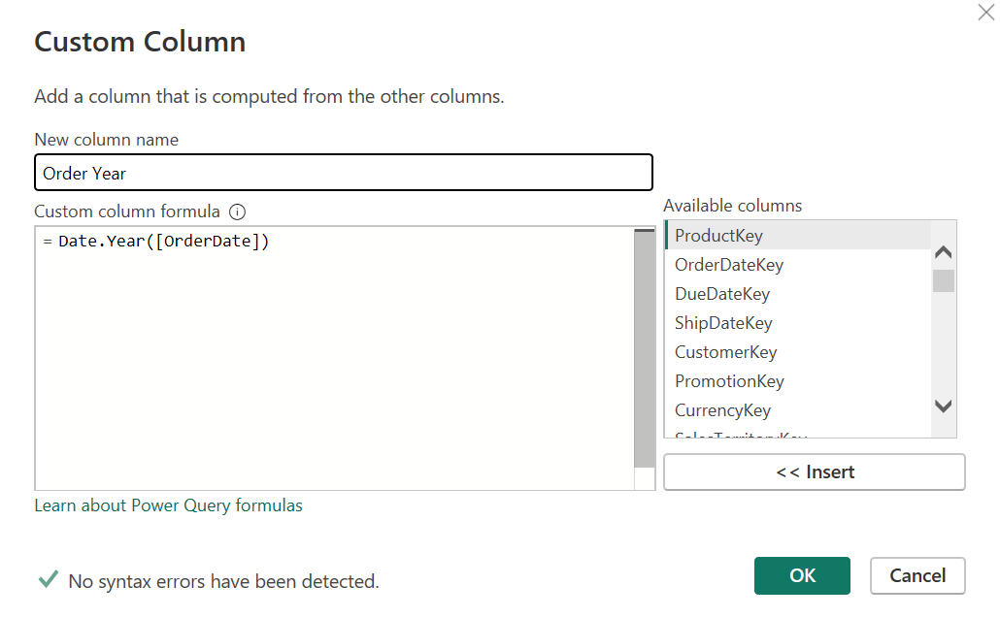 Custom Column
Add a column that is computed from the other columns.
New column name
Order Year
Custom column formula
= Date.Year([OrderDate])
Available columns
ProductKey
OrderDateKey
DueDateKey
ShipDateKey
CustomerKey
PromotionKey
CurrencyKey
SalesTerritoryKey
<< Insert
Learn about Power Query formulas
No syntax errors have been detected.
OK
Cancel